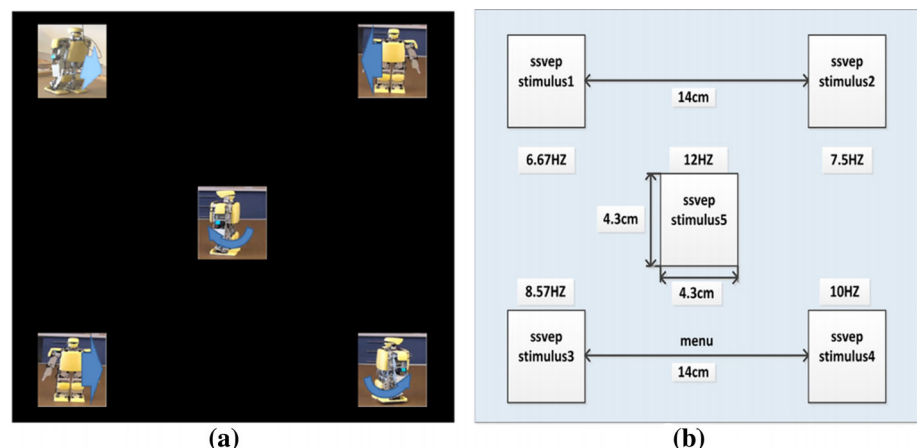 ssvep
stimulus1
14cm
ssvep
stimulus2
6.67HZ
12HZ
7.5HZ
4.3cm
ssvep
stimulus5
4.3cm
8.57HZ
10HZ
ssvep
stimulus3
menu
14cm
ssvep
stimulus4
(a)
(b)